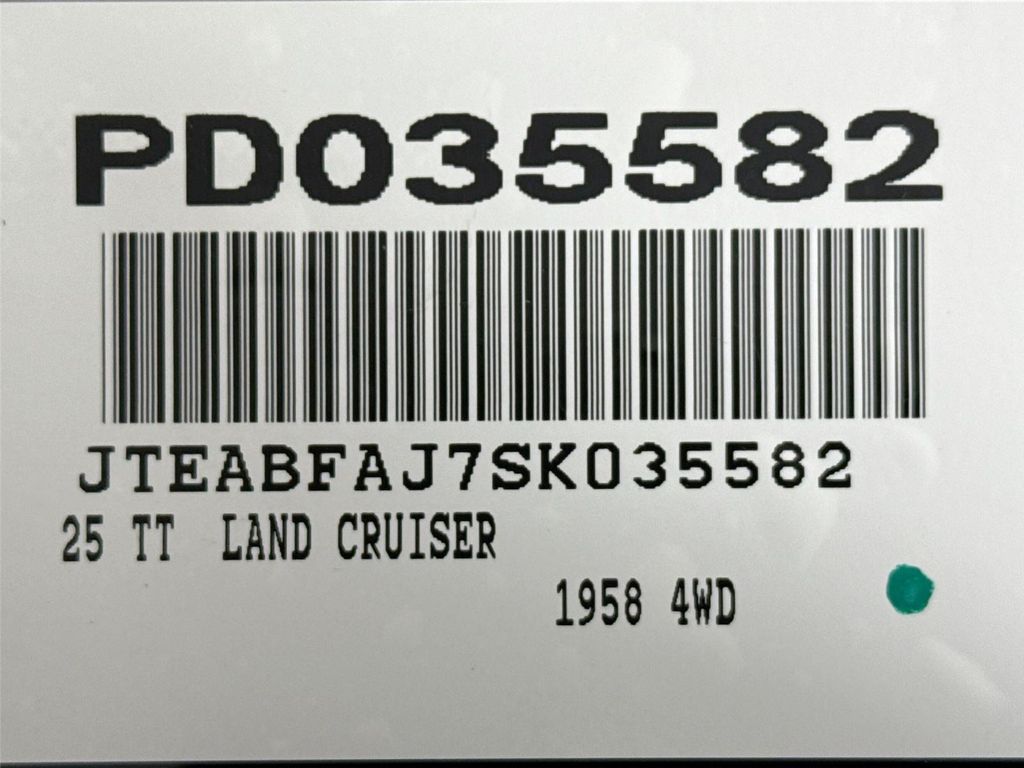 PD035582
JTEABFAJ7SK035582
25 TT LAND CRUISER
1958 4WD